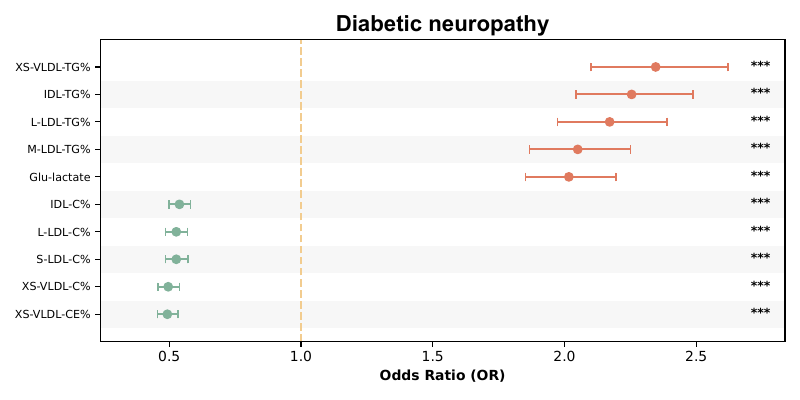 Diabetic neuropathy
XS-VLDL-TG% ***
IDL-TG% ***
L-LDL-TG% ***
M-LDL-TG% ***
Glu-lactate ***
IDL-C% ***
L-LDL-C% ***
S-LDL-C% ***
XS-VLDL-C% ***
XS-VLDL-CE% ***
0.5 1.0 1.5 2.0 2.5
Odds Ratio (OR)